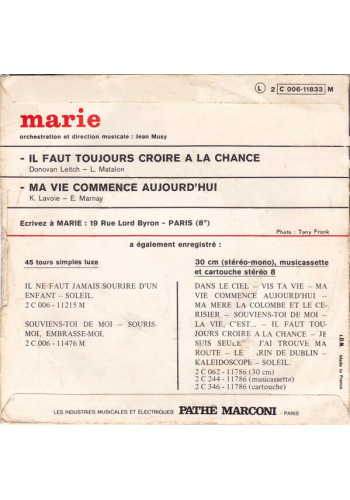 L 2 C 006-11833 M
marie
orchestration et direction musicale : Jean Musy
- IL FAUT TOUJOURS CROIRE A LA CHANCE
Donovan Leitch – L. Matalon
- MA VIE COMMENCE AUJOURD'HUI
K. Lavoie – E. Marnay
Ecrivez à MARIE : 19 Rue Lord Byron - PARIS (8e)
Photo : Tony Frank
a également enregistré :
45 tours simples luxe
IL NE FAUT JAMAIS SOURIRE D'UN
ENFANT – SOLEIL.
2 C 006 - 11215 M
SOUVIENS-TOI DE MOI – SOURIS-
MOI, EMBRASSE-MOI.
2 C 006 - 11476 M
30 cm (stéréo-mono), musicassette
et cartouche stéréo 8
DANS LE CIEL – VIS TA VIE – MA
VIE COMMENCE AUJOURD'HUI –
MA MERE LA COLOMBE ET LE CE-
RISIER – SOUVIENS-TOI DE MOI –
LA VIE, C'EST... – IL FAUT TOU-
JOURS CROIRE A LA CHANCE – JE
SUIS SEULE – J'AI TROUVE MA
ROUTE – LE RIN DE DUBLIN –
KALEIDOSCOPE – SOLEIL.
2 C 062 - 11786 (30 cm)
2 C 244 - 11786 (musicassette)
2 C 346 - 11786 (cartouche)
Made in France
LES INDUSTRIES MUSICALES ET ÉLECTRIQUES PATHÉ MARCONI / PARIS